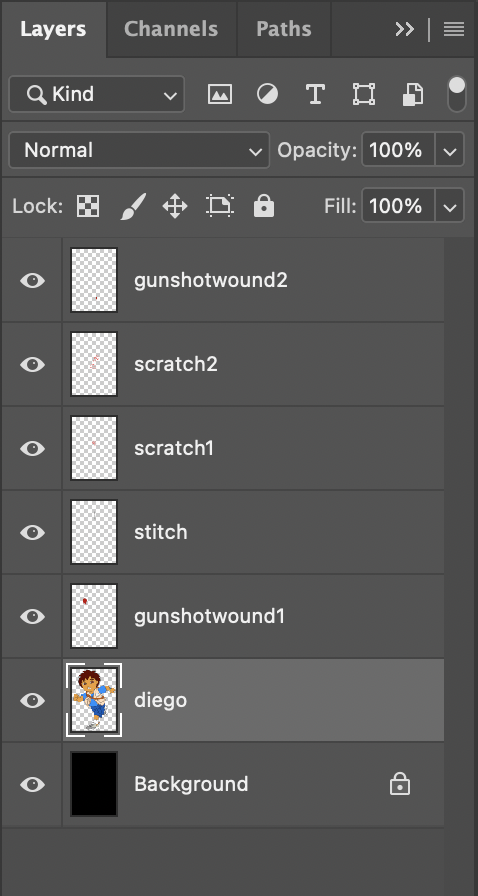 Layers Channels Paths
Kind
Normal Opacity: 100%
Lock: Fill: 100%
gunshotwound2
scratch2
scratch1
stitch
gunshotwound1
diego
Background